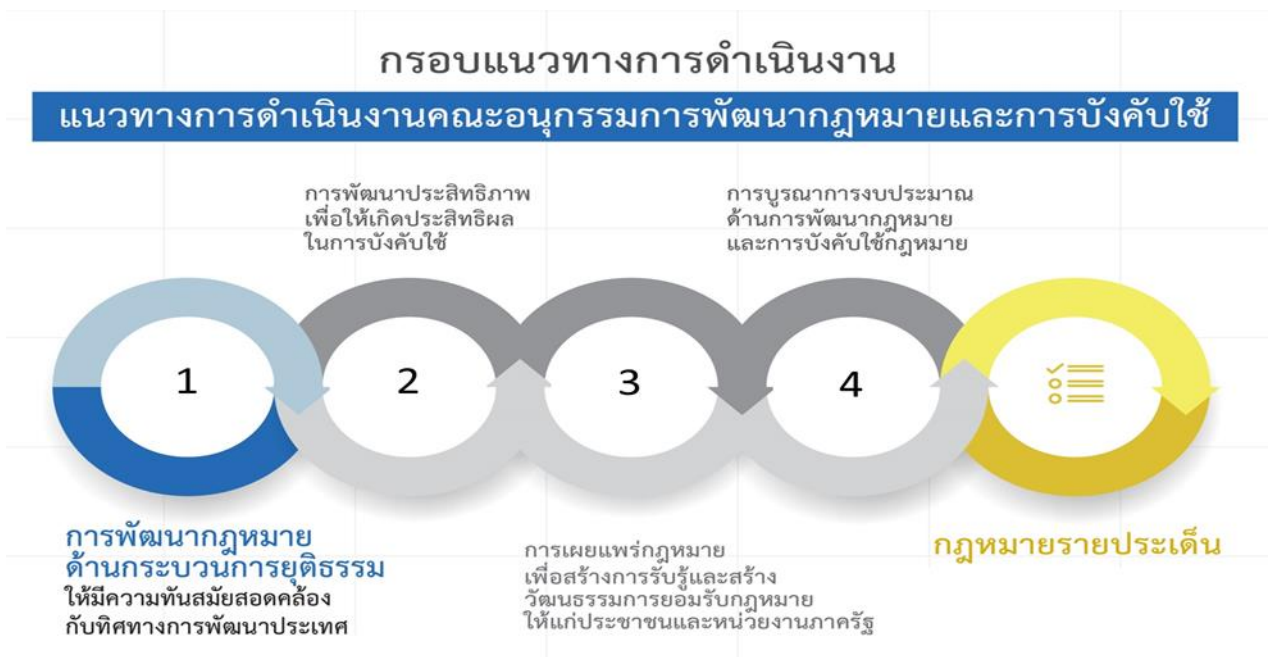 กรอบแนวทางการดำเนินงาน
แนวทางการดำเนินงานคณะอนุกรรมการพัฒนากฎหมายและการบังคับใช้
การพัฒนาประสิทธิภาพ
เพื่อให้เกิดประสิทธิผล
ในการบังคับใช้
การบูรณาการงบประมาณ
ด้านการพัฒนากฎหมาย
และการบังคับใช้กฎหมาย
1
2
3
4
การพัฒนากฎหมาย
ด้านกระบวนการยุติธรรม
ให้มีความทันสมัยสอดคล้อง
กับทิศทางการพัฒนาประเทศ
การเผยแพร่กฎหมาย
เพื่อสร้างการรับรู้และสร้าง
วัฒนธรรมการยอมรับกฎหมาย
ให้แก่ประชาชนและหน่วยงานภาครัฐ
กฎหมายรายประเด็น